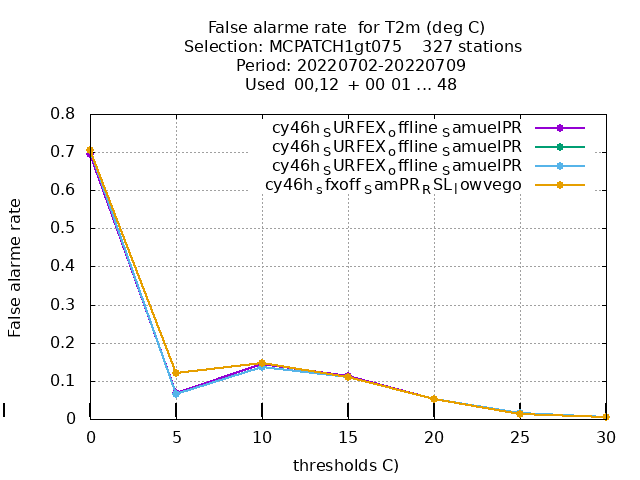 False alarme rate  for T2m (deg C)
Selection: MCPATCH1gt075    327 stations
Period: 20220702-20220709
Used  00,12  + 00 01 ... 48
cy46h_SURFEX_offline_SamuelPR
cy46h_SURFEX_offline_SamuelPR
cy46h_SURFEX_offline_SamuelPR
cy46h_sfxoff_SamPR_RSL_lowvego
0.8
0.7
0.6
0.5
0.4
0.3
0.2
0.1
0
False alarme rate
0 5 10 15 20 25 30
thresholds C)